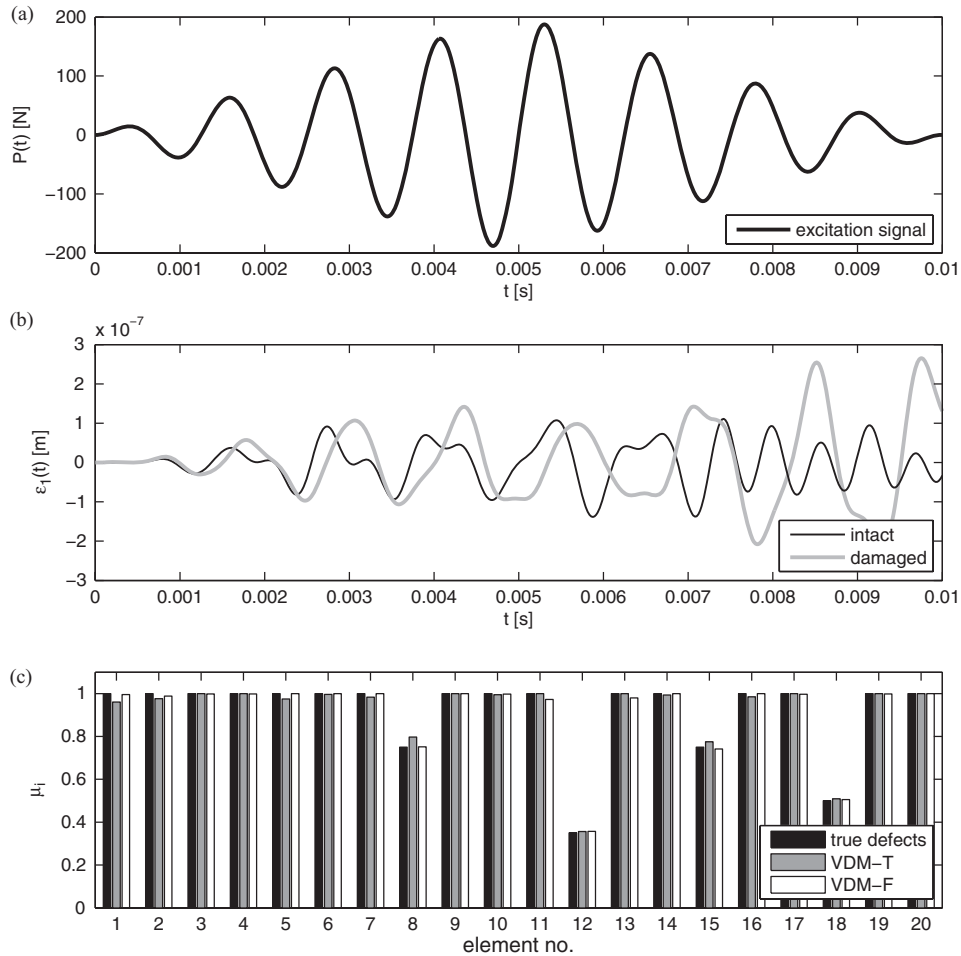 (a)
200
100
0
−100
−200
P(t) [N]
excitation signal
0 0.001 0.002 0.003 0.004 0.005 0.006 0.007 0.008 0.009 0.01
t [s]
(b)
x 10⁻⁷
3
2
1
0
−1
−2
−3
ε₁(t) [m]
intact
damaged
0 0.001 0.002 0.003 0.004 0.005 0.006 0.007 0.008 0.009 0.01
t [s]
(c)
1
0.8
0.6
0.4
0.2
0
μᵢ
true defects
VDM−T
VDM−F
1 2 3 4 5 6 7 8 9 10 11 12 13 14 15 16 17 18 19 20
element no.